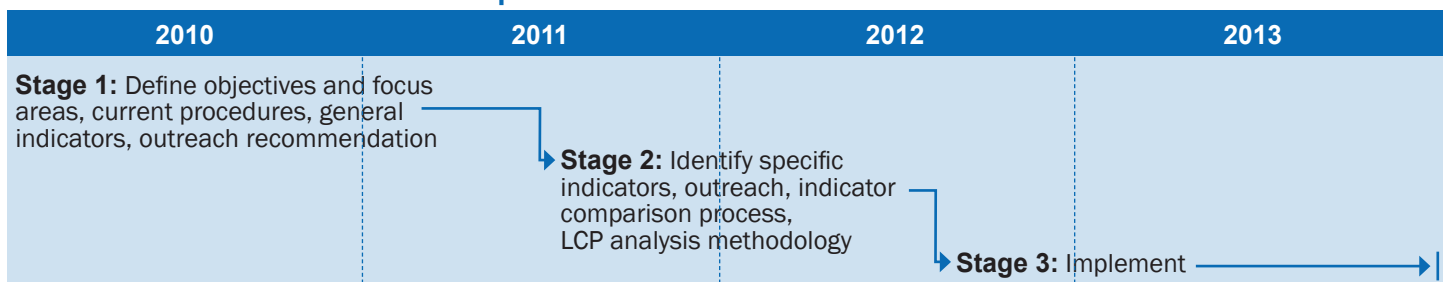 2010 2011 2012 2013
Stage 1: Define objectives and focus
areas, current procedures, general
indicators, outreach recommendation
Stage 2: Identify specific
indicators, outreach, indicator
comparison process,
LCP analysis methodology
Stage 3: Implement